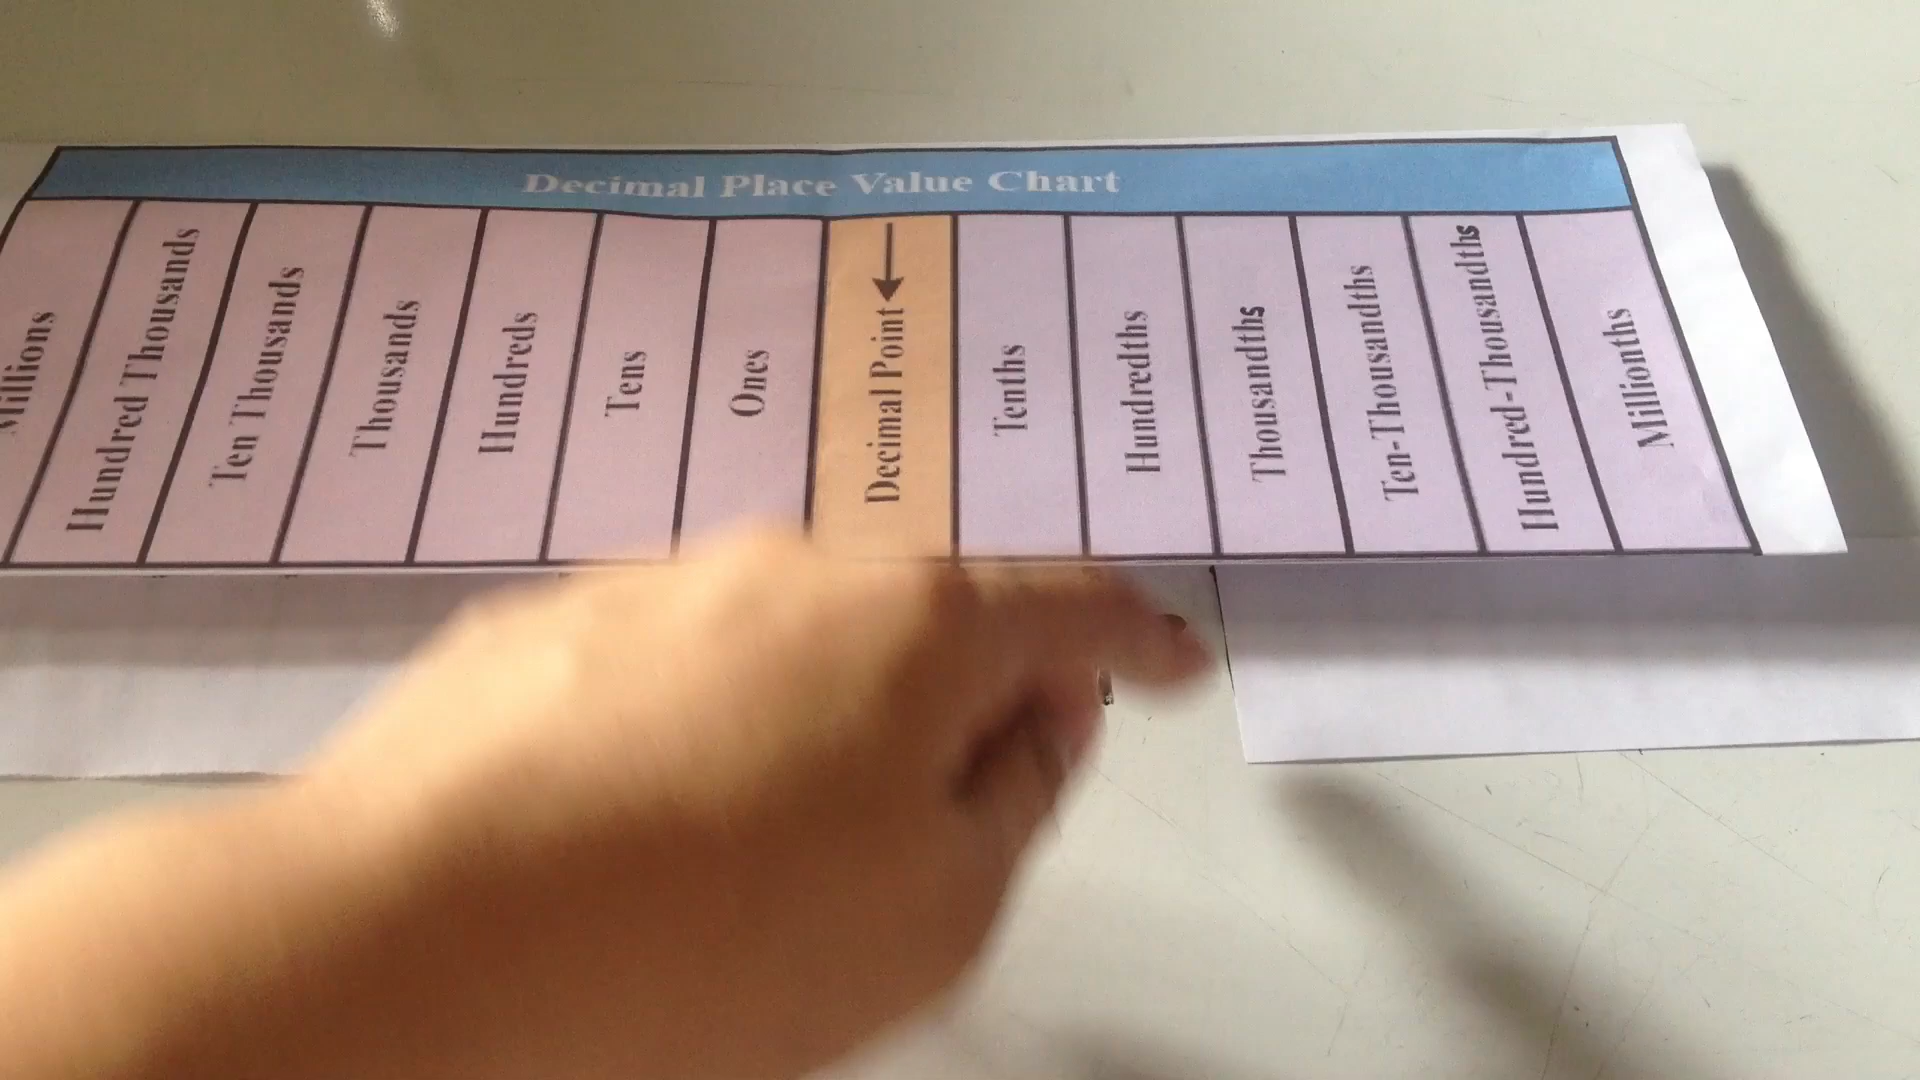 Decimal Place Value Chart
Millions
Hundred Thousands
Ten Thousands
Thousands
Hundreds
Tens
Ones
Decimal Point
Tenths
Hundredths
Thousandths
Ten-Thousandths
Hundred-Thousandths
Millionths